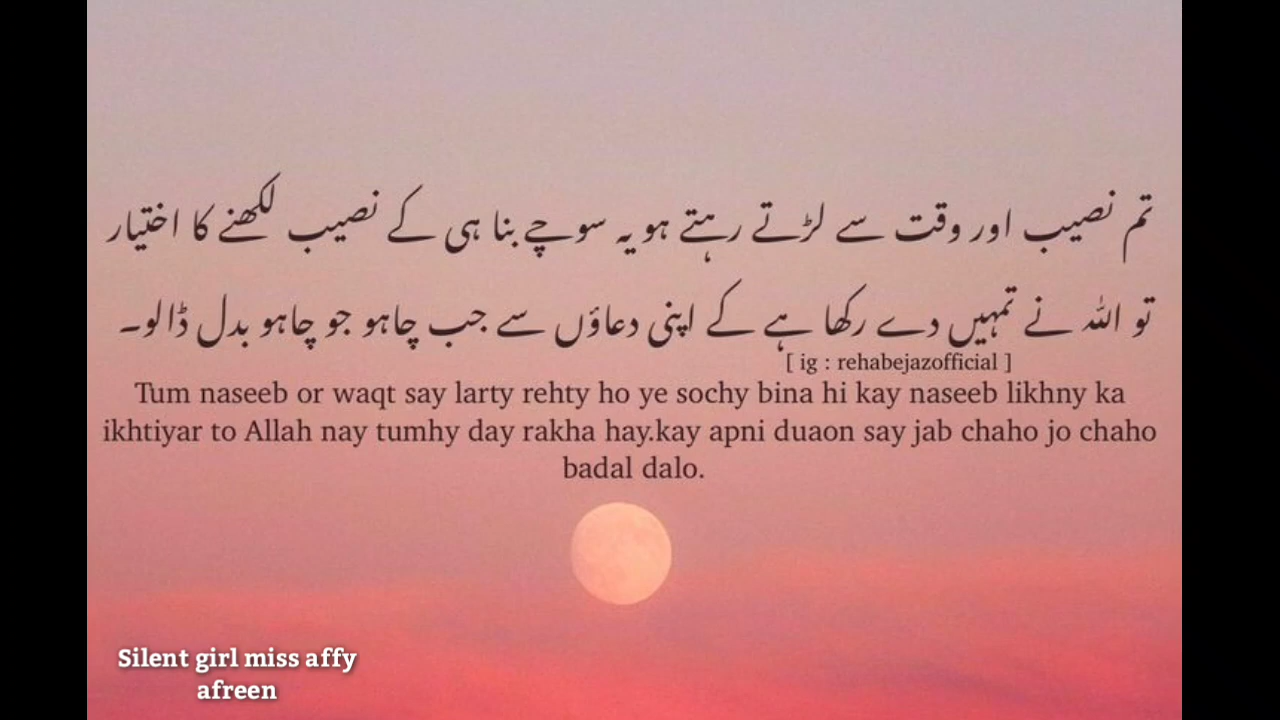 تم نصیب اور وقت سے لڑتے رہتے ہو یہ سوچے بنا ہی کے نصیب لکھنے کا اختیار
تو اللہ نے تمہیں دے رکھا ہے کے اپنی دعاؤں سے جب چاہو جو چاہو بدل ڈالو۔
[ ig : rehabejazofficial ]
Tum naseeb or waqt say larty rehty ho ye sochy bina hi kay naseeb likhny ka
ikhtiyar to Allah nay tumhy day rakha hay.kay apni duaon say jab chaho jo chaho
badal dalo.
Silent girl miss affy
afreen